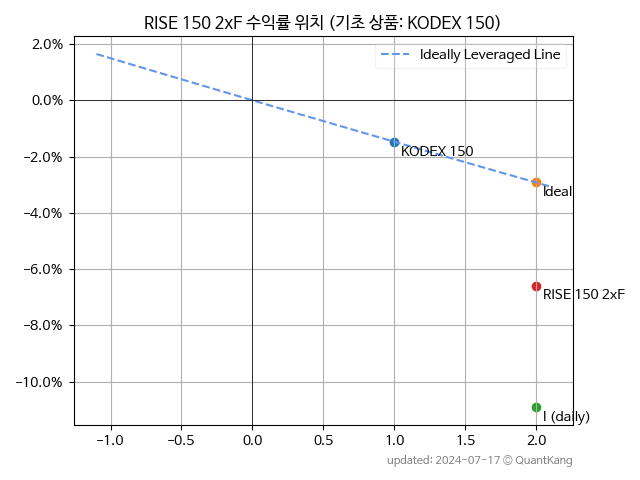 RISE 150 2xF 수익률 위치 (기초 상품: KODEX 150)
2.0%
Ideally Leveraged Line
0.0%
KODEX 150
−2.0%
Ideal
−4.0%
−6.0%
RISE 150 2xF
−8.0%
−10.0%
I (daily)
−1.0 −0.5 0.0 0.5 1.0 1.5 2.0
updated: 2024-07-17 © QuantKang